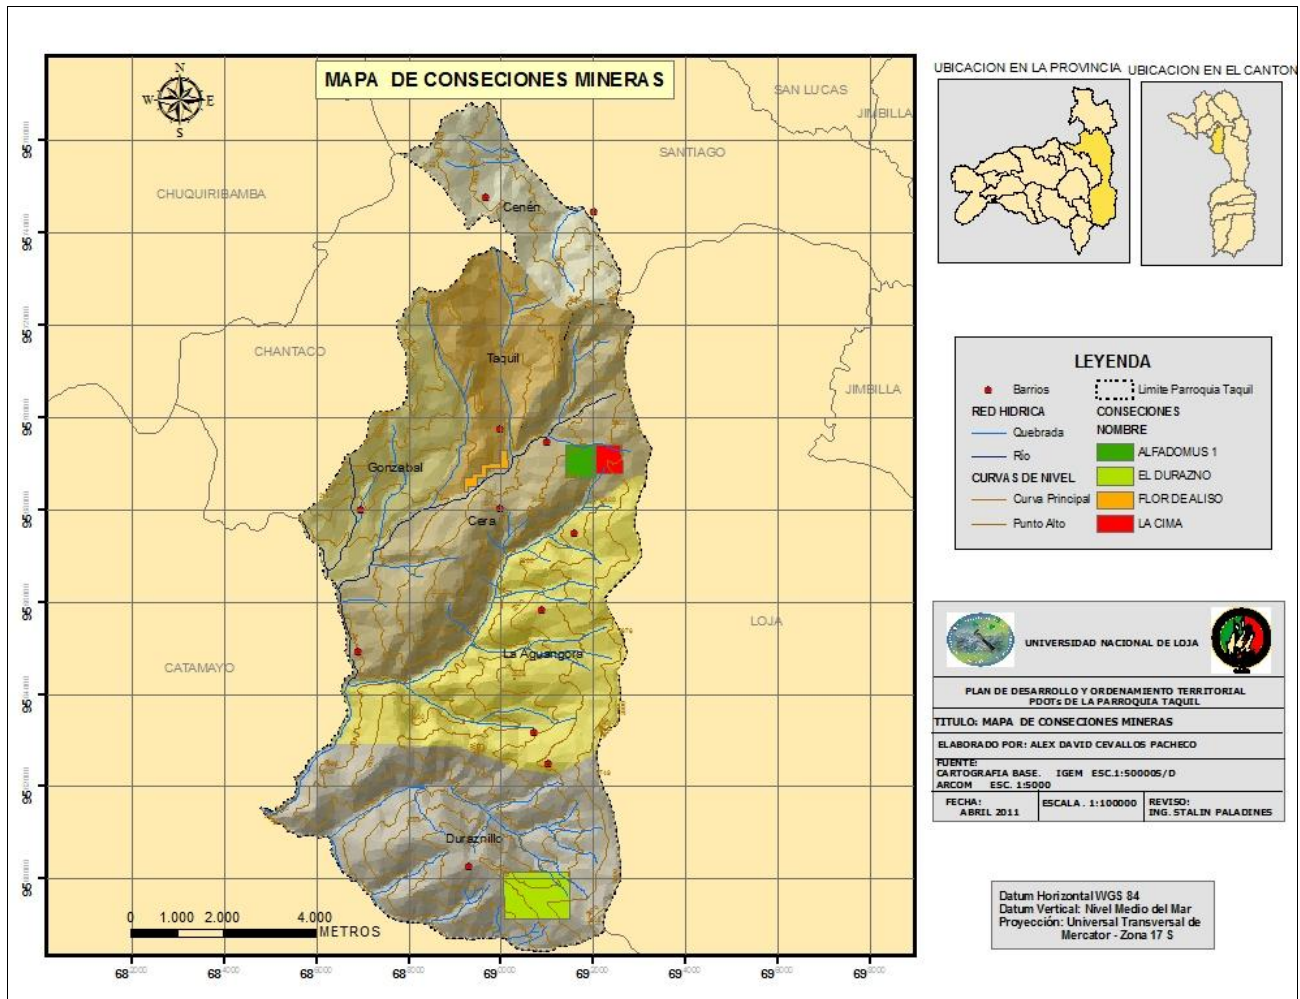 MAPA DE CONSECIONES MINERAS
N
W E
S
SAN LUCAS
JIMBILLA
SANTIAGO
CHUQUIRIBAMBA
Cenén
CHANTACO
Taquil
JIMBILLA
Gonzabal
Cera
LOJA
La Aguangora
CATAMAYO
Duraznillo
0 1.000 2.000 4.000
METROS
UBICACION EN LA PROVINCIA
UBICACION EN EL CANTON
LEYENDA
Barrios
Limite Parroquia Taquil
RED HIDRICA
CONSECIONES
NOMBRE
Quebrada
ALFADOMUS 1
Río
EL DURAZNO
CURVAS DE NIVEL
Curva Principal
FLOR DE ALISO
Punto Alto
LA CIMA
UNIVERSIDAD NACIONAL DE LOJA
PLAN DE DESARROLLO Y ORDENAMIENTO TERRITORIAL
PDOTs DE LA PARROQUIA TAQUIL
TITULO: MAPA DE CONSECIONES MINERAS
ELABORADO POR: ALEX DAVID CEVALLOS PACHECO
FUENTE:
CARTOGRAFIA BASE. IGEM ESC.1:500005/D
ARCOM ESC. 1:5000
FECHA:
ABRIL 2011
ESCALA . 1:100000
REVISO:
ING. STALIN PALADINES
Datum Horizontal WGS 84
Datum Vertical: Nivel Medio del Mar
Proyección: Universal Transversal de
Mercator - Zona 17 S